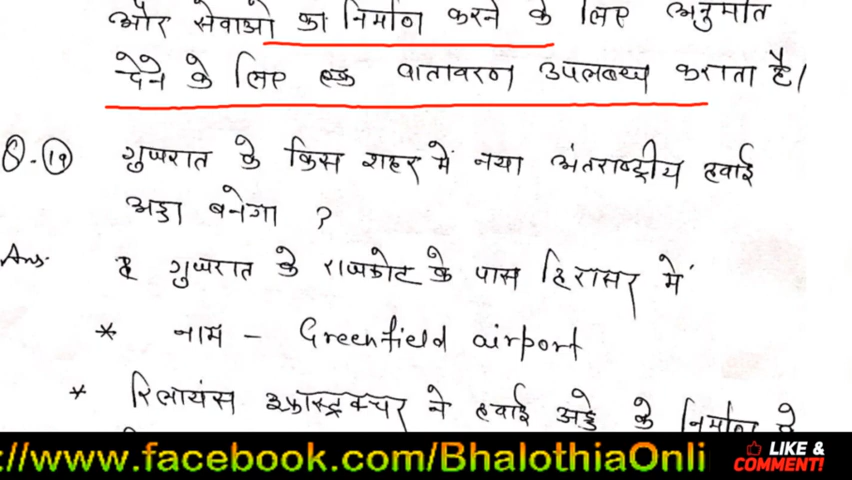 और सेवाओ का निर्माण करने के लिए अनुमति
देने के लिए एक वातावरण उपलब्ध कराता है।
Q. 19 गुजरात के किस शहर में नया अंतराष्ट्रीय हवाई
अड्डा बनेगा ?
Ans. गुजरात के राजकोट के पास हिरासर में
* नाम - Greenfield airport
* रिलायंस इफ्रास्ट्रक्चर ने हवाई अड्डे के निर्माण के
://www.facebook.com/BhalothiaOnli
LIKE &
COMMENT!